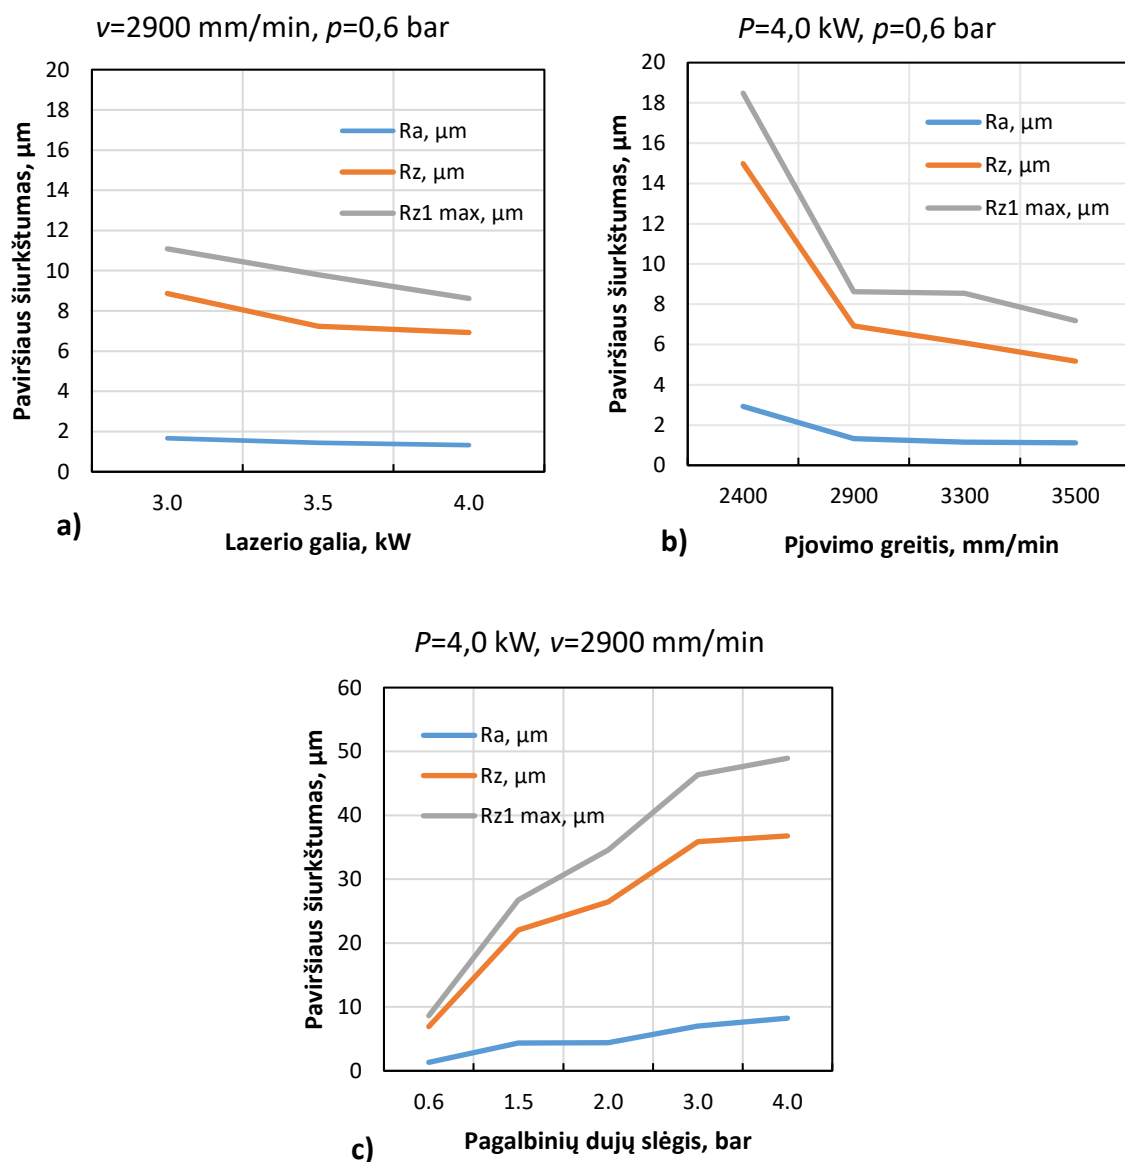 v=2900 mm/min, p=0,6 bar
20
18
16
14
12
10
8
6
4
2
0
Paviršiaus šiurkštumas, µm
Ra, µm
Rz, µm
Rz1 max, µm
3.0 3.5 4.0
a)
Lazerio galia, kW
P=4,0 kW, p=0,6 bar
20
18
16
14
12
10
8
6
4
2
0
Paviršiaus šiurkštumas, µm
Ra, µm
Rz, µm
Rz1 max, µm
2400 2900 3300 3500
b)
Pjovimo greitis, mm/min
P=4,0 kW, v=2900 mm/min
60
50
40
30
20
10
0
Paviršiaus šiurkštumas, µm
Ra, µm
Rz, µm
Rz1 max, µm
0.6 1.5 2.0 3.0 4.0
c)
Pagalbinių dujų slėgis, bar